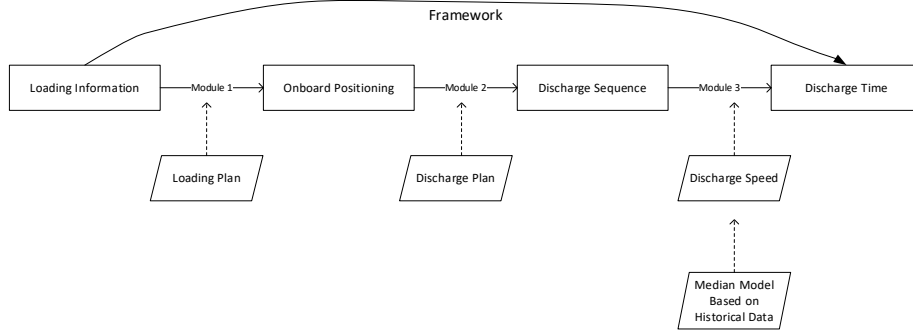 Framework
Loading Information
Module 1
Onboard Positioning
Module 2
Discharge Sequence
Module 3
Discharge Time
Loading Plan
Discharge Plan
Discharge Speed
Median Model
Based on
Historical Data